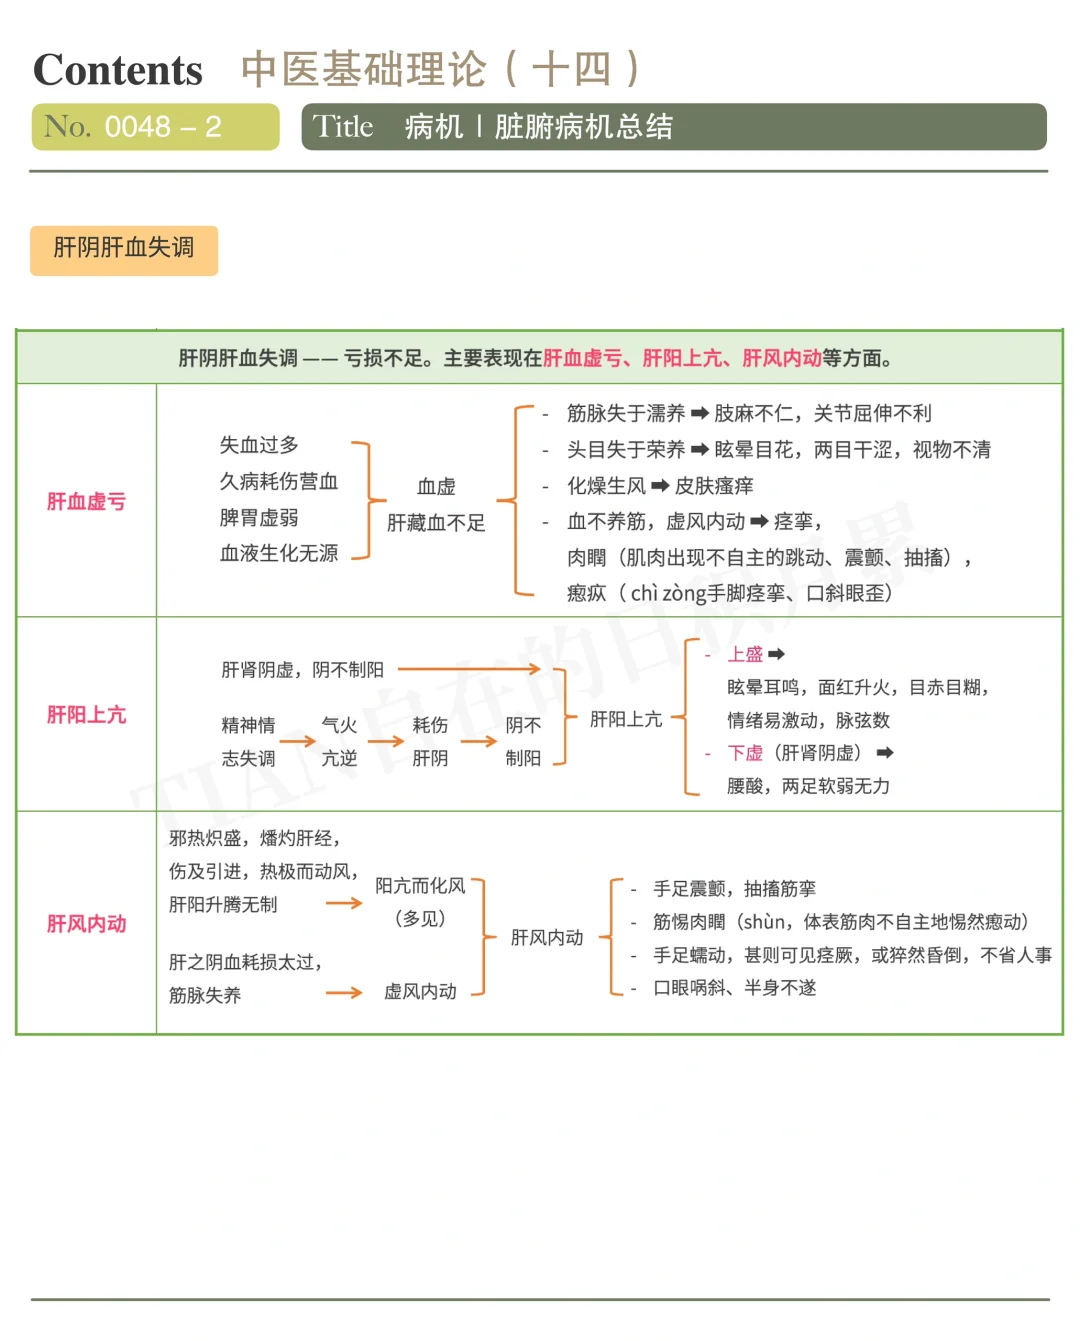 Contents 中医基础理论（十四）
No. 0048 – 2
Title 病机 | 脏腑病机总结
肝阴肝血失调
肝阴肝血失调 —— 亏损不足。主要表现在肝血虚亏、肝阳上亢、肝风内动等方面。
肝血虚亏
失血过多
久病耗伤营血
脾胃虚弱
血液生化无源
血虚
肝藏血不足
- 筋脉失于濡养 ➡ 肢麻不仁，关节屈伸不利
- 头目失于荣养 ➡ 眩晕目花，两目干涩，视物不清
- 化燥生风 ➡ 皮肤瘙痒
- 血不养筋，虚风内动 ➡ 痉挛，
肉瞤（肌肉出现不自主的跳动、震颤、抽搐），
瘛疭（ chì zòng手脚痉挛、口斜眼歪）
肝阳上亢
肝肾阴虚，阴不制阳
精神情
志失调
气火
亢逆
耗伤
肝阴
阴不
制阳
肝阳上亢
- 上盛 ➡
眩晕耳鸣，面红升火，目赤目糊，
情绪易激动，脉弦数
- 下虚（肝肾阴虚） ➡
腰酸，两足软弱无力
肝风内动
邪热炽盛，燔灼肝经，
伤及引进，热极而动风，
肝阳升腾无制
阳亢而化风
（多见）
肝之阴血耗损太过，
筋脉失养
虚风内动
肝风内动
- 手足震颤，抽搐筋挛
- 筋惕肉瞤（shùn，体表筋肉不自主地惕然瘛动）
- 手足蠕动，甚则可见痉厥，或猝然昏倒，不省人事
- 口眼㖞斜、半身不遂
TIAN自在的日积月累